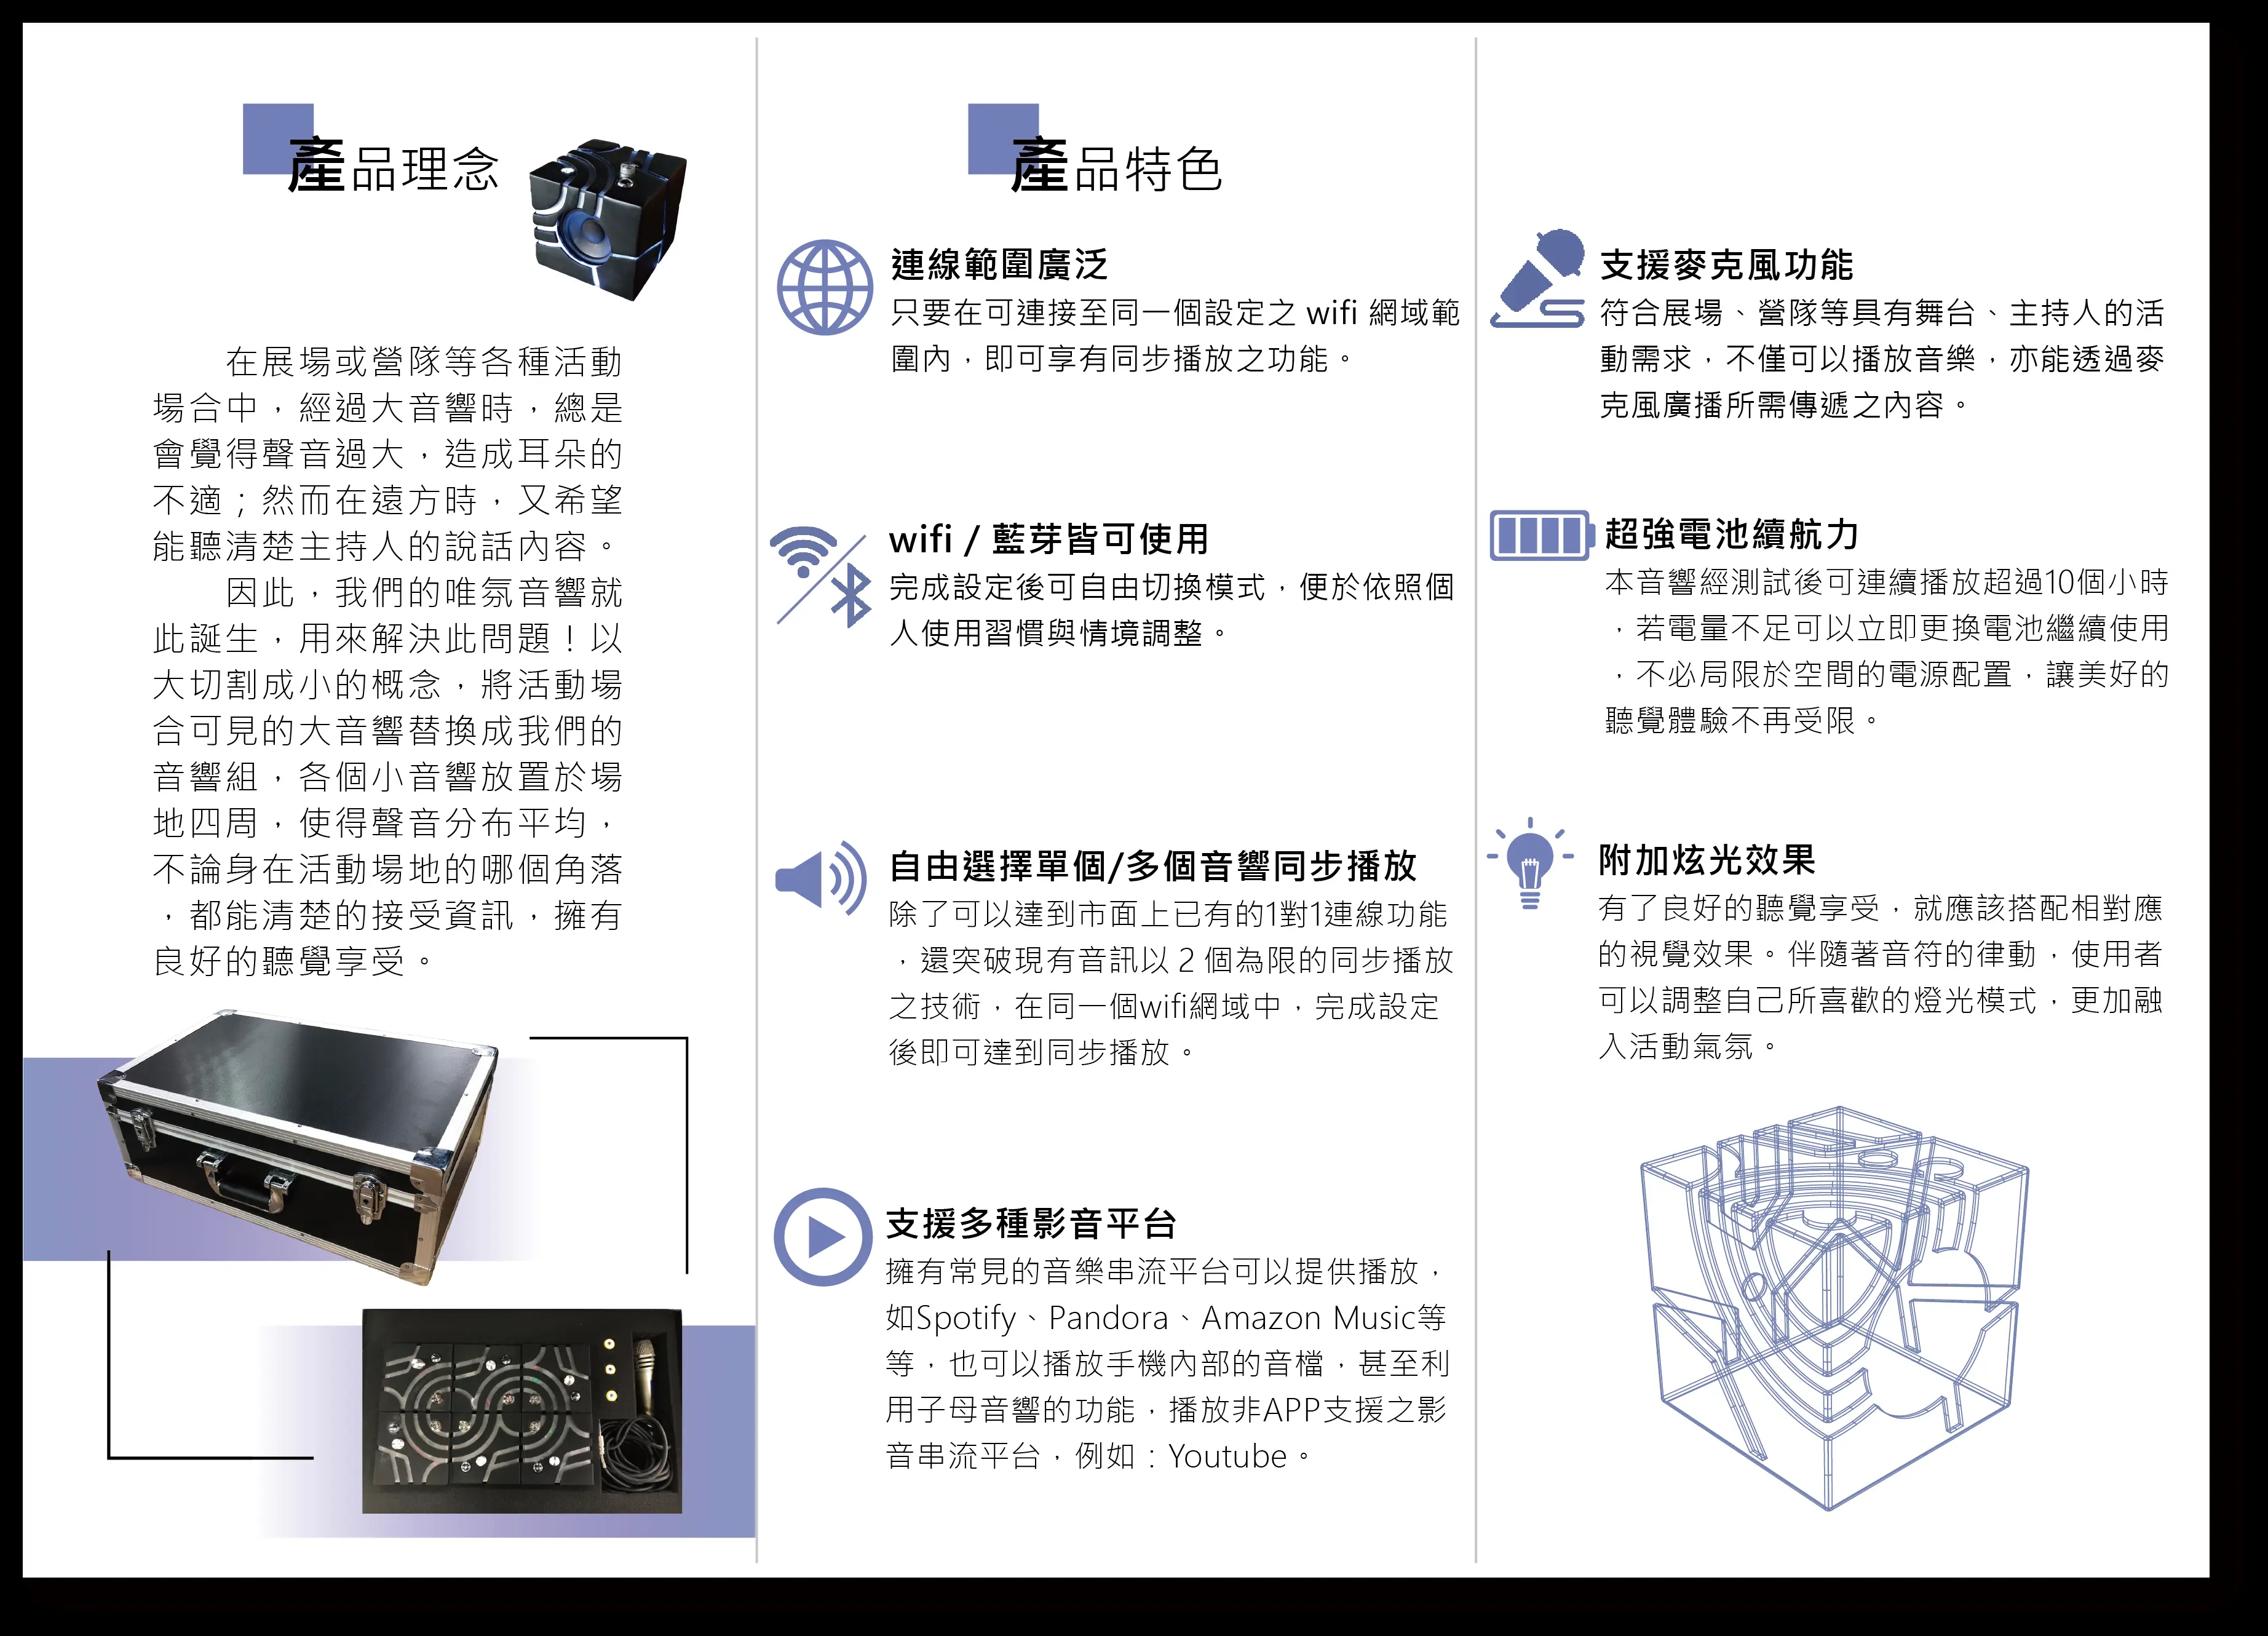 產品理念
在展場或營隊等各種活動
場合中，經過大音響時，總是
會覺得聲音過大，造成耳朵的
不適；然而在遠方時，又希望
能聽清楚主持人的說話內容。
因此，我們的唯氛音響就
此誕生，用來解決此問題！以
大切割成小的概念，將活動場
合可見的大音響替換成我們的
音響組，各個小音響放置於場
地四周，使得聲音分布平均，
不論身在活動場地的哪個角落
，都能清楚的接受資訊，擁有
良好的聽覺享受。
產品特色
連線範圍廣泛
只要在可連接至同一個設定之 wifi 網域範
圍內，即可享有同步播放之功能。
wifi / 藍芽皆可使用
完成設定後可自由切換模式，便於依照個
人使用習慣與情境調整。
自由選擇單個/多個音響同步播放
除了可以達到市面上已有的1對1連線功能
，還突破現有音訊以 2 個為限的同步播放
之技術，在同一個wifi網域中，完成設定
後即可達到同步播放。
支援多種影音平台
擁有常見的音樂串流平台可以提供播放，
如Spotify、Pandora、Amazon Music等
等，也可以播放手機內部的音檔，甚至利
用子母音響的功能，播放非APP支援之影
音串流平台，例如：Youtube。
支援麥克風功能
符合展場、營隊等具有舞台、主持人的活
動需求，不僅可以播放音樂，亦能透過麥
克風廣播所需傳遞之內容。
超強電池續航力
本音響經測試後可連續播放超過10個小時
，若電量不足可以立即更換電池繼續使用
，不必局限於空間的電源配置，讓美好的
聽覺體驗不再受限。
附加炫光效果
有了良好的聽覺享受，就應該搭配相對應
的視覺效果。伴隨著音符的律動，使用者
可以調整自己所喜歡的燈光模式，更加融
入活動氣氛。